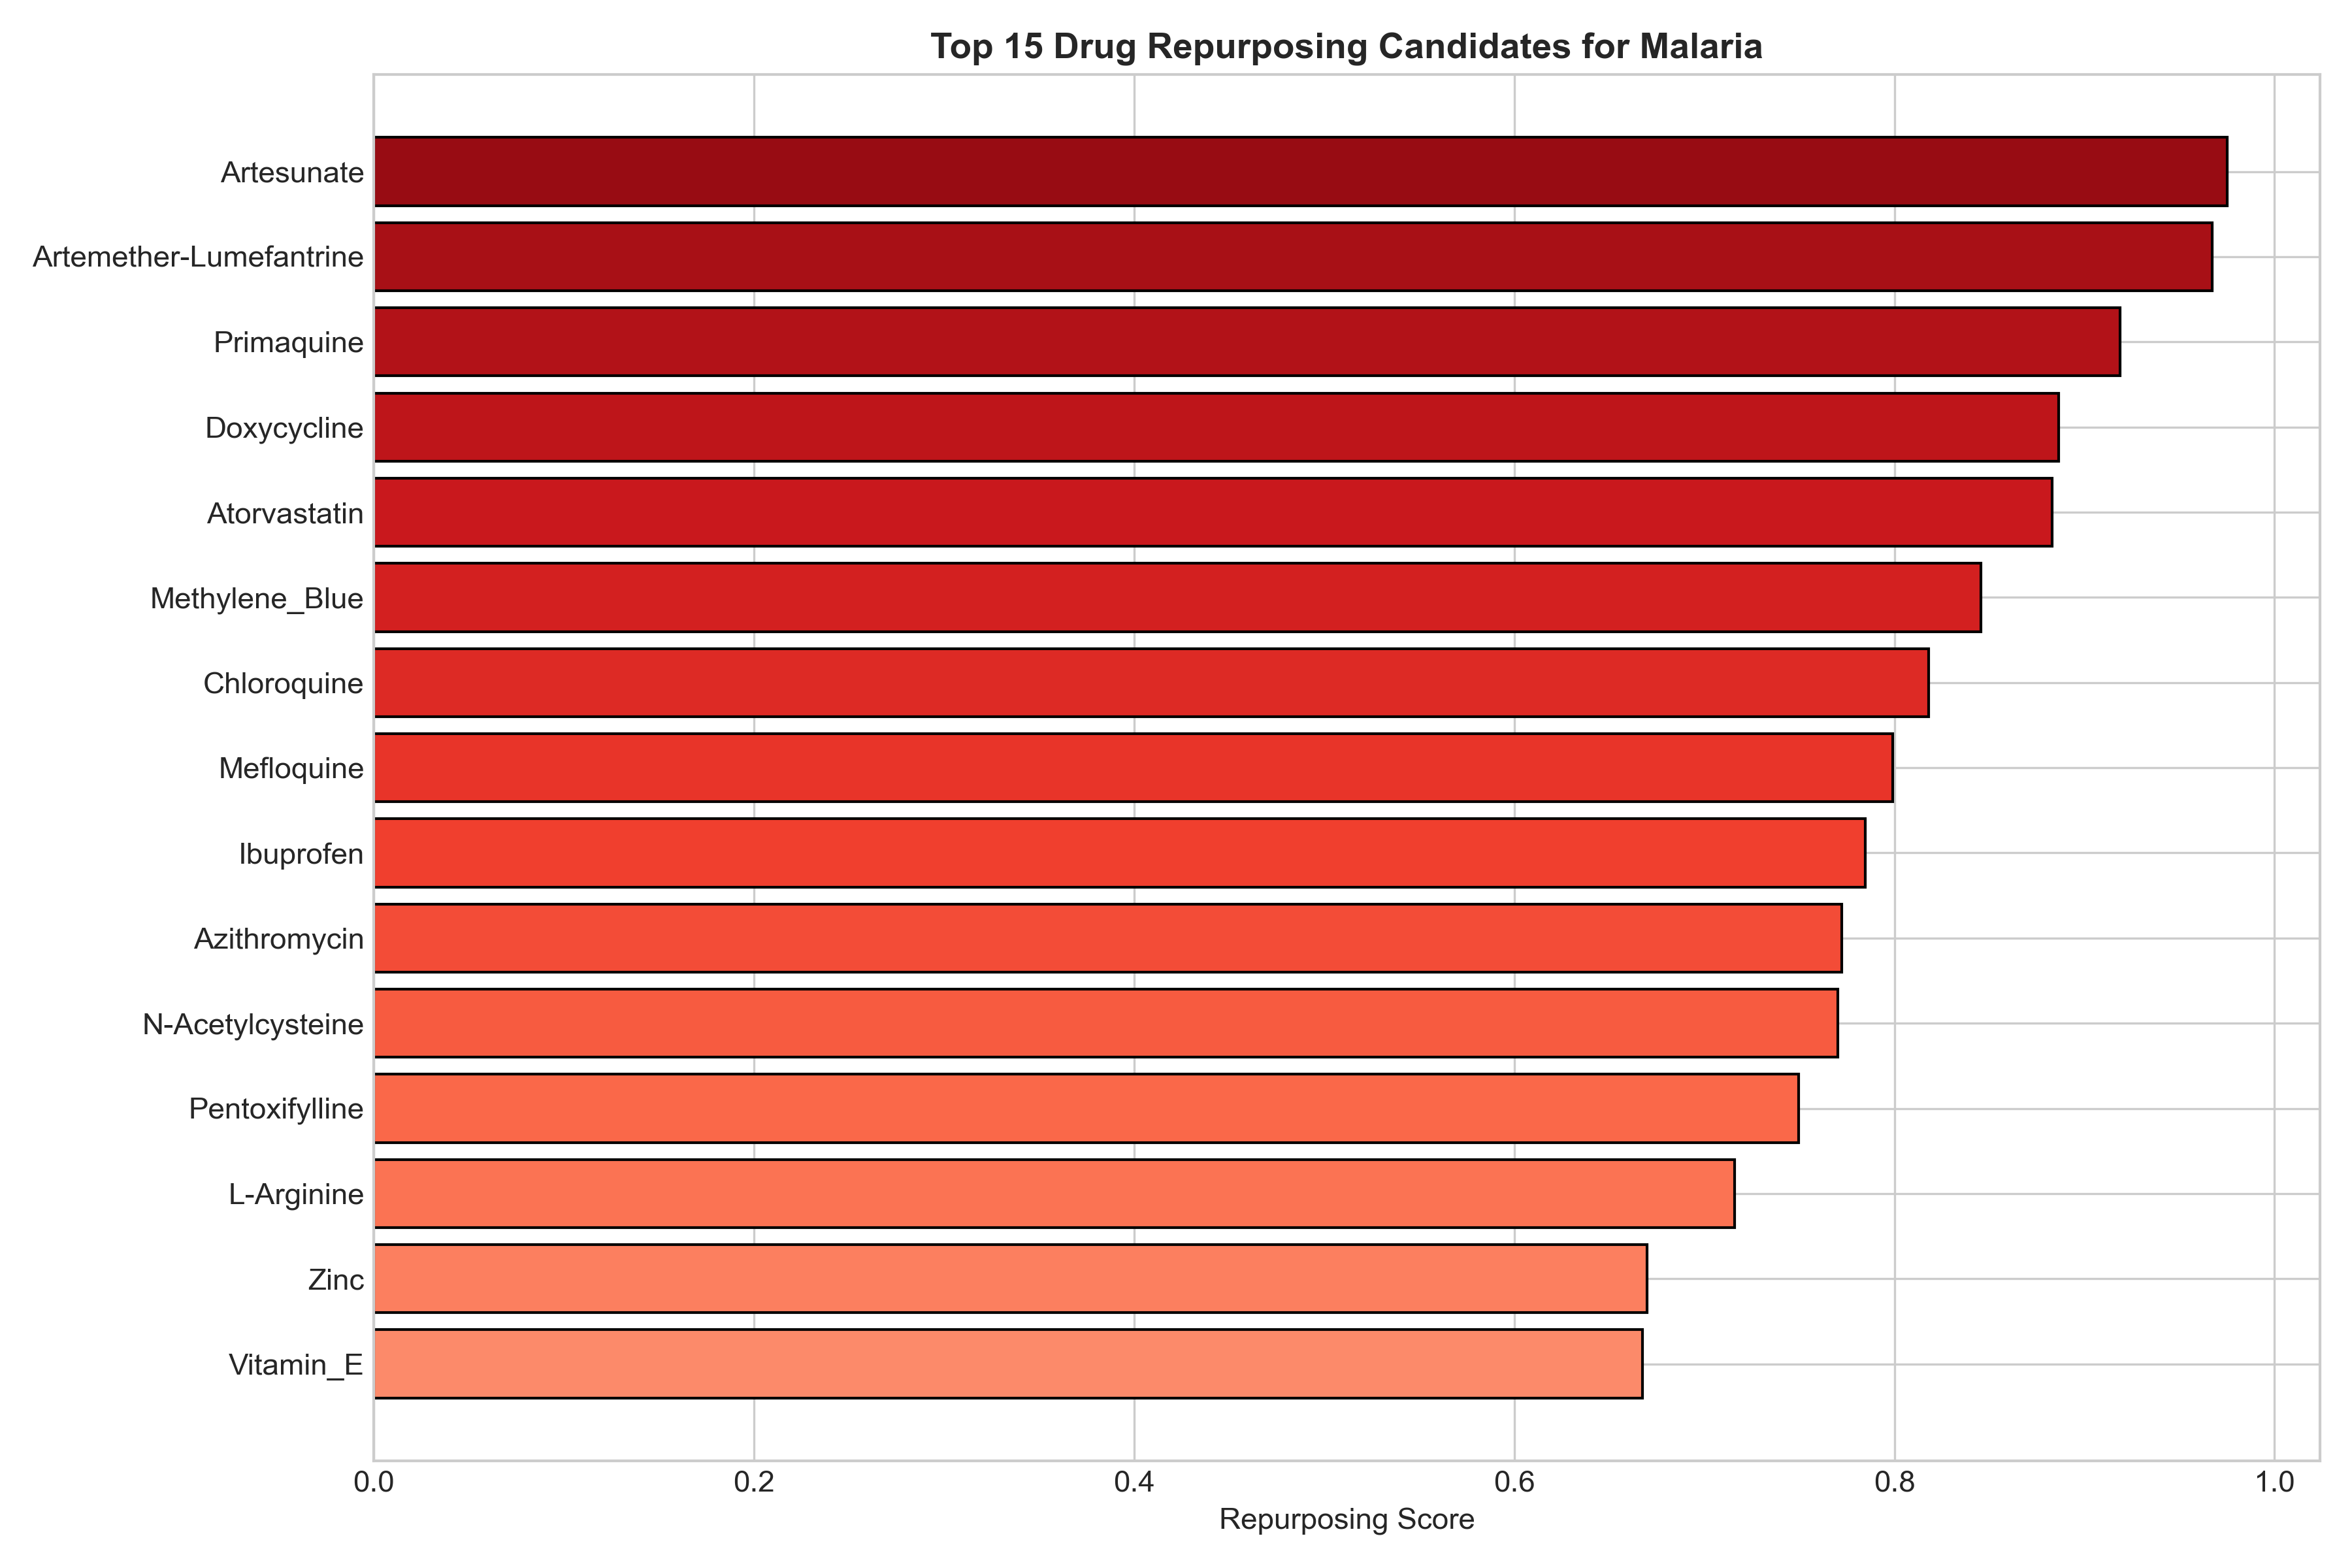 Top 15 Drug Repurposing Candidates for Malaria
Artesunate
Artemether-Lumefantrine
Primaquine
Doxycycline
Atorvastatin
Methylene_Blue
Chloroquine
Mefloquine
Ibuprofen
Azithromycin
N-Acetylcysteine
Pentoxifylline
L-Arginine
Zinc
Vitamin_E
0.0 0.2 0.4 0.6 0.8 1.0
Repurposing Score